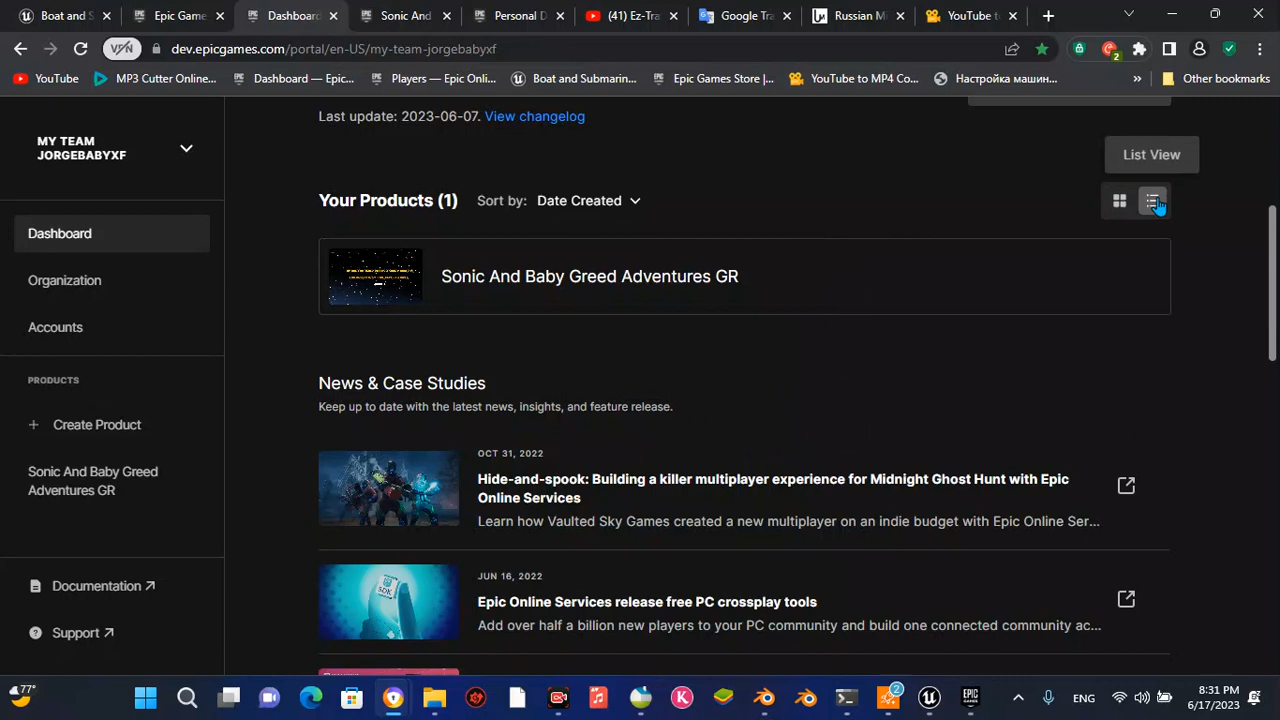 Boat and S
Epic Game
Dashboard
Sonic And
Personal D
(41) Ez-Tra
Google Tra
Russian M
YouTube t
dev.epicgames.com/portal/en-US/my-team-jorgebabyxf
2
YouTube
MP3 Cutter Online...
Dashboard — Epic...
Players — Epic Onli...
Boat and Submarin...
Epic Games Store |...
YouTube to MP4 Co...
Настройка машин...
Other bookmarks
MY TEAM
JORGEBABYXF
Dashboard
Organization
Accounts
PRODUCTS
Create Product
Sonic And Baby Greed
Adventures GR
Documentation
Support
Last update: 2023-06-07. View changelog
List View
Your Products (1)
Sort by: Date Created
Sonic And Baby Greed Adventures GR
News & Case Studies
Keep up to date with the latest news, insights, and feature release.
OCT 31, 2022
Hide-and-spook: Building a killer multiplayer experience for Midnight Ghost Hunt with Epic
Online Services
Learn how Vaulted Sky Games created a new multiplayer on an indie budget with Epic Online Ser...
SDK
JUN 16, 2022
Epic Online Services release free PC crossplay tools
Add over half a billion new players to your PC community and build one connected community ac...
77°
2
EPIC
GAMES
ENG
8:31 PM
6/17/2023